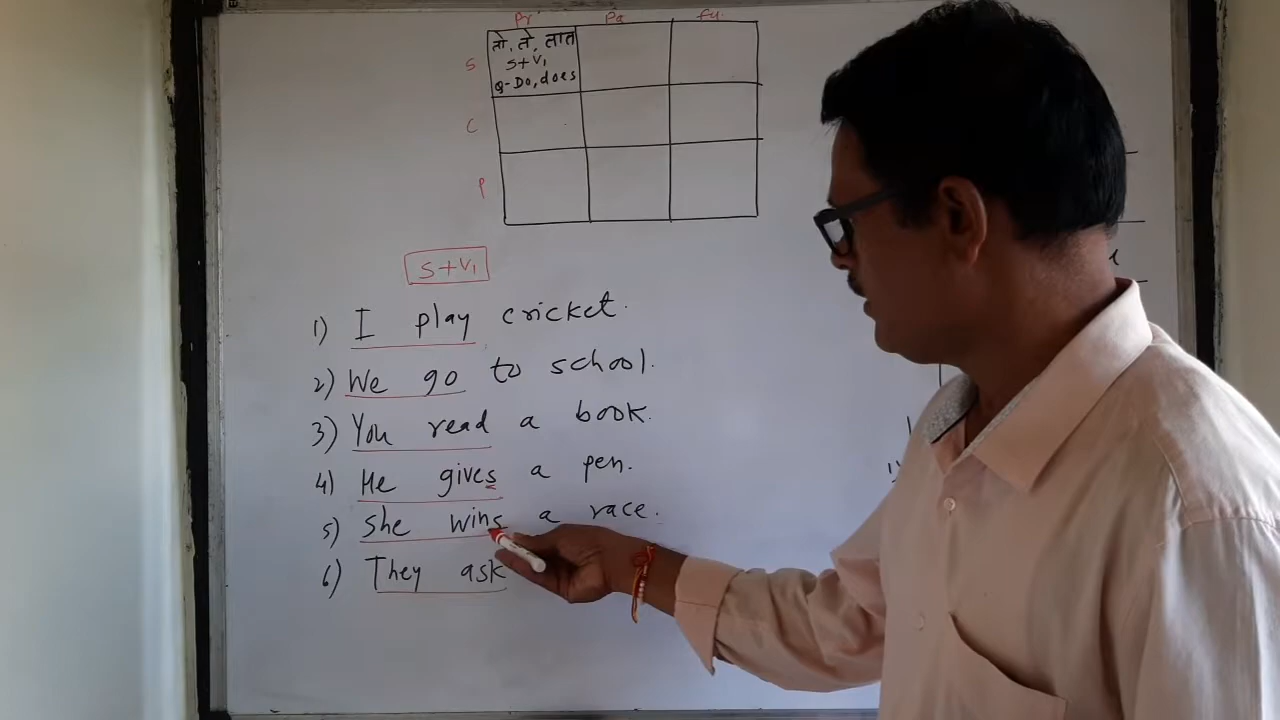 Pr Pa fu
S तो, ते, तात
S+V₁
Q-Do, does
C
P
S+V₁
1) I play cricket.
2) We go to school.
3) You read a book.
4) He gives a pen.
5) She wins a race.
6) They ask